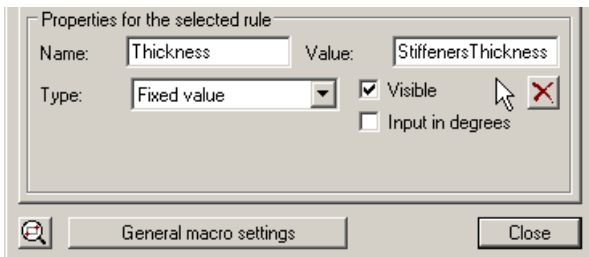 Properties for the selected rule
Name: Thickness Value: StiffenersThickness
Type: Fixed value Visible
Input in degrees
General macro settings Close